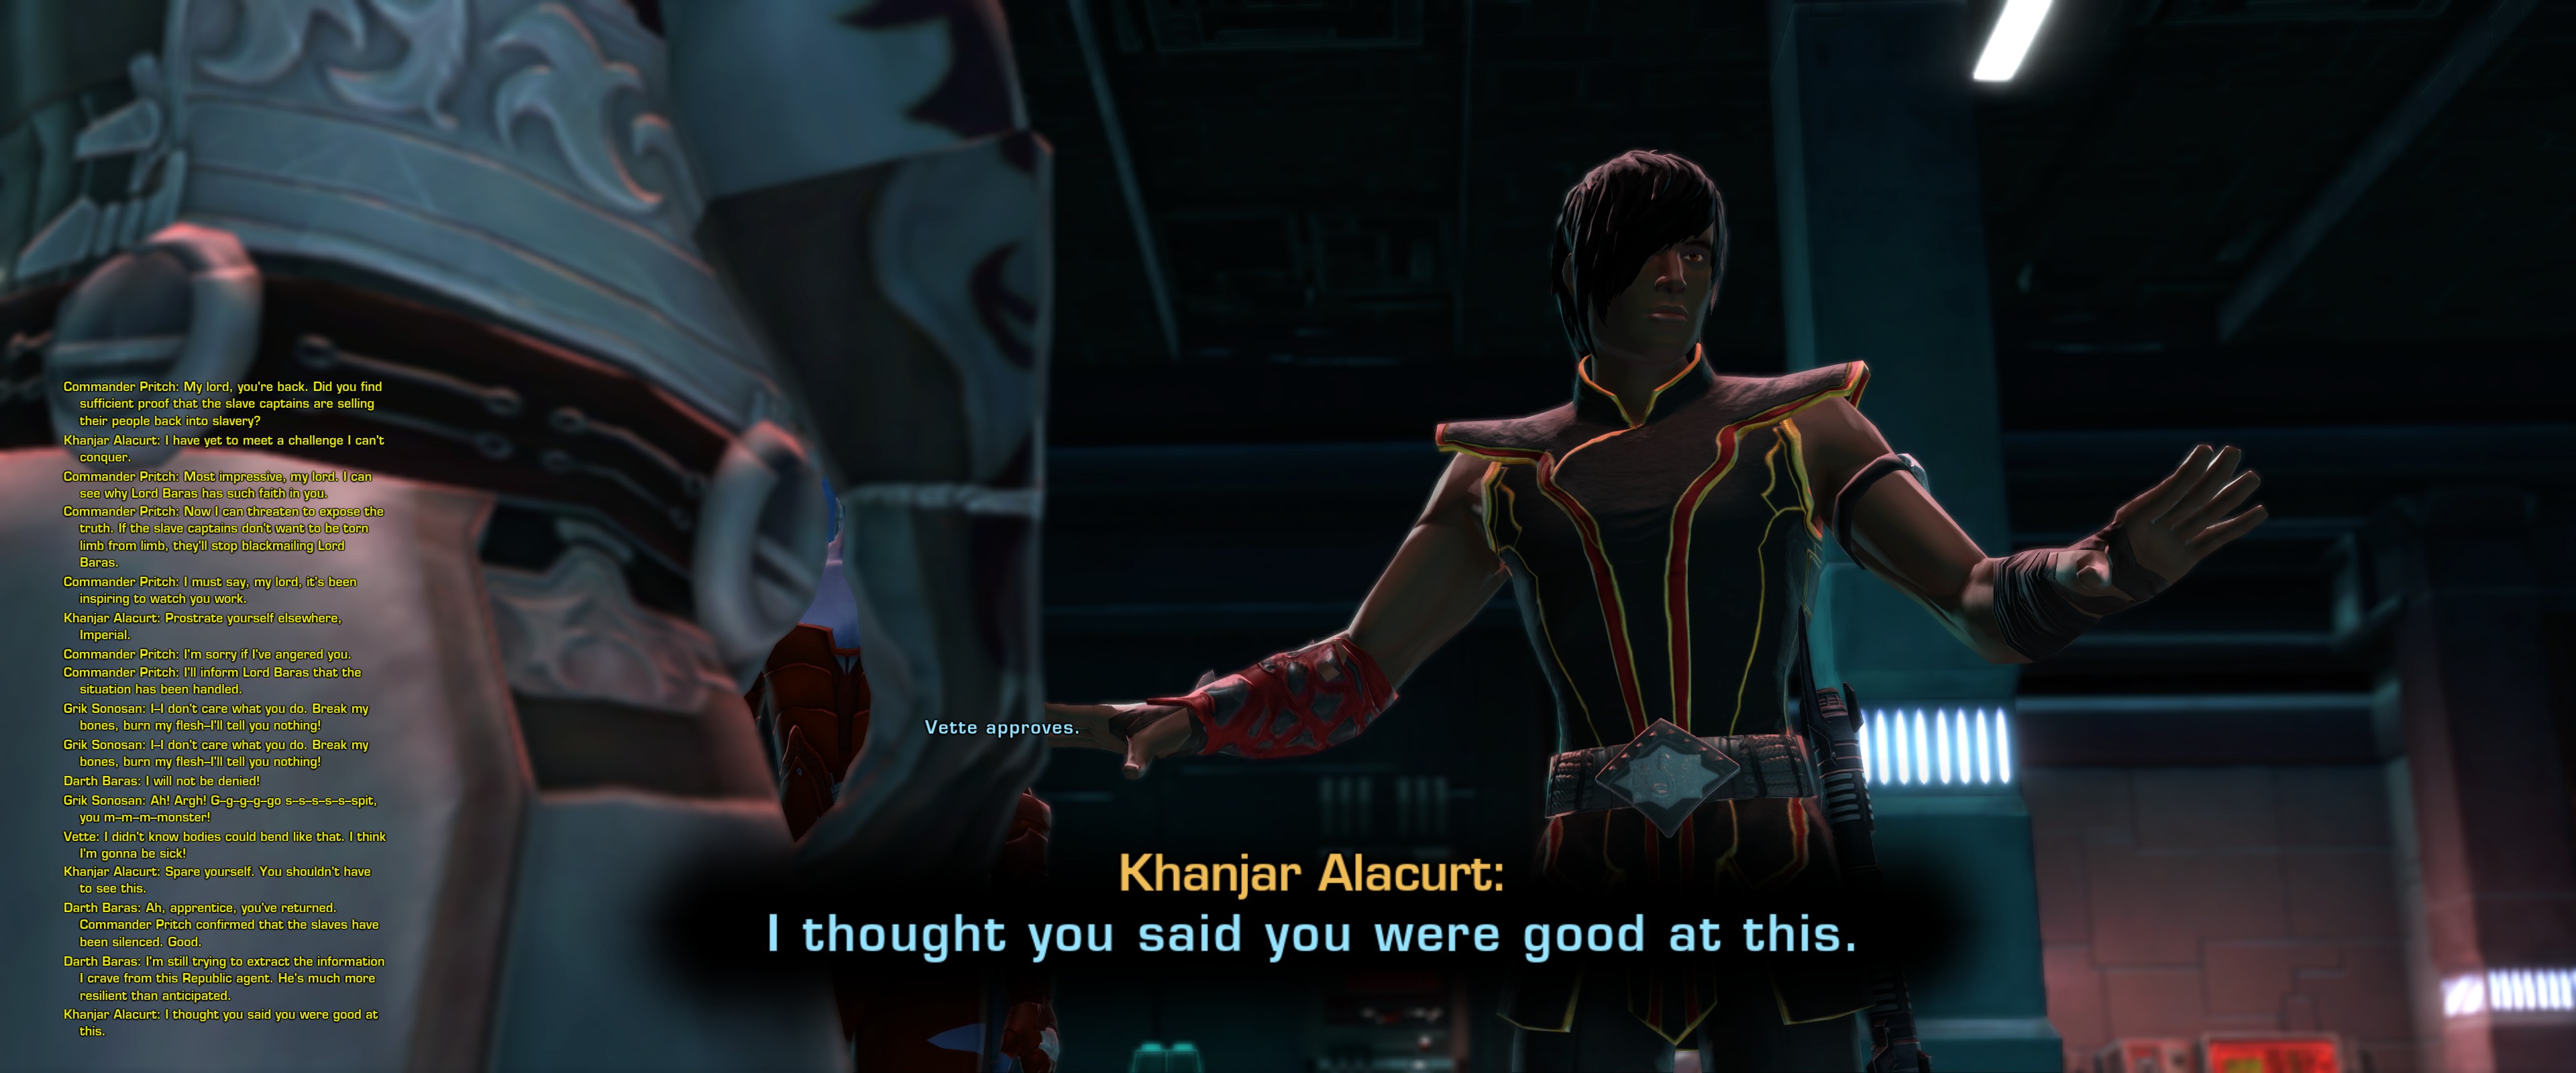 Commander Pritch: My lord, you're back. Did you find
sufficient proof that the slave captains are selling
their people back into slavery?
Khanjar Alacurt: I have yet to meet a challenge I can't
conquer.
Commander Pritch: Most impressive, my lord. I can
see why Lord Baras has such faith in you.
Commander Pritch: Now I can threaten to expose the
truth. If the slave captains don't want to be torn
limb from limb, they'll stop blackmailing Lord
Baras.
Commander Pritch: I must say, my lord, it's been
inspiring to watch you work.
Khanjar Alacurt: Prostrate yourself elsewhere,
Imperial.
Commander Pritch: I'm sorry if I've angered you.
Commander Pritch: I'll inform Lord Baras that the
situation has been handled.
Grik Sonosan: I–I don't care what you do. Break my
bones, burn my flesh–I'll tell you nothing!
Grik Sonosan: I–I don't care what you do. Break my
bones, burn my flesh–I'll tell you nothing!
Darth Baras: I will not be denied!
Grik Sonosan: Ah! Argh! G–g–g–g–go s–s–s–s–s–spit,
you m–m–m–monster!
Vette: I didn't know bodies could bend like that. I think
I'm gonna be sick!
Khanjar Alacurt: Spare yourself. You shouldn't have
to see this.
Darth Baras: Ah, apprentice, you've returned.
Commander Pritch confirmed that the slaves have
been silenced. Good.
Darth Baras: I'm still trying to extract the information
I crave from this Republic agent. He's much more
resilient than anticipated.
Khanjar Alacurt: I thought you said you were good at
this.
Vette approves.
Khanjar Alacurt:
I thought you said you were good at this.